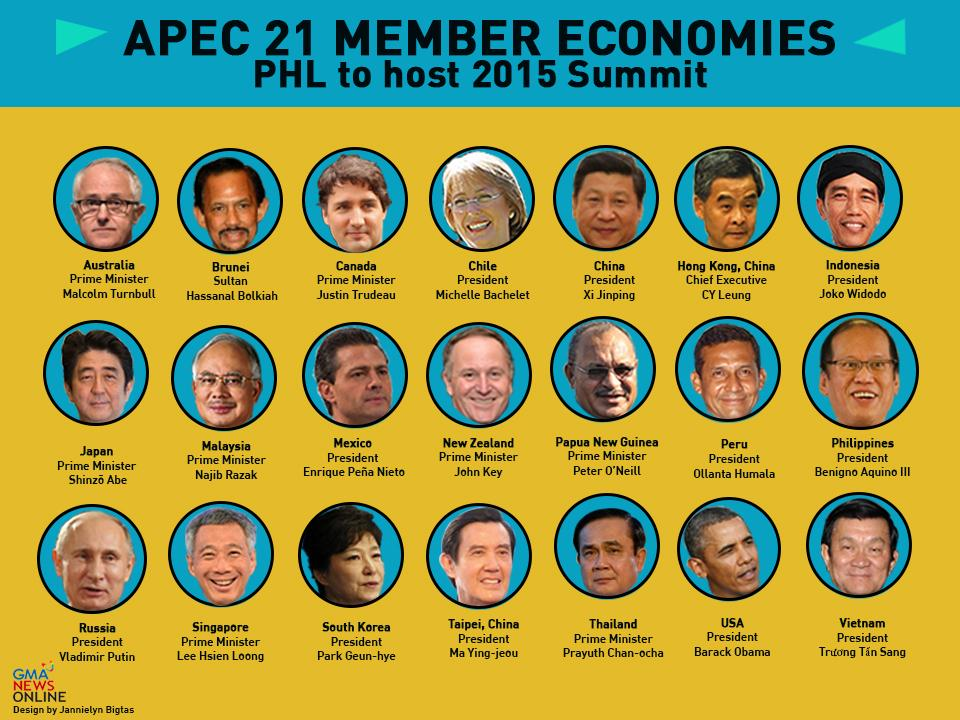 APEC 21 MEMBER ECONOMIES
PHL to host 2015 Summit
Australia
Prime Minister
Malcolm Turnbull
Brunei
Sultan
Hassanal Bolkiah
Canada
Prime Minister
Justin Trudeau
Chile
President
Michelle Bachelet
China
President
Xi Jinping
Hong Kong, China
Chief Executive
CY Leung
Indonesia
President
Joko Widodo
Japan
Prime Minister
Shinzō Abe
Malaysia
Prime Minister
Najib Razak
Mexico
President
Enrique Peña Nieto
New Zealand
Prime Minister
John Key
Papua New Guinea
Prime Minister
Peter O'Neill
Peru
President
Ollanta Humala
Philippines
President
Benigno Aquino III
Russia
President
Vladimir Putin
Singapore
Prime Minister
Lee Hsien Loong
South Korea
President
Park Geun-hye
Taipei, China
President
Ma Ying-jeou
Thailand
Prime Minister
Prayuth Chan-ocha
USA
President
Barack Obama
Vietnam
President
Trương Tấn Sang
GMA
NEWS
ONLINE
Design by Jannielyn Bigtas